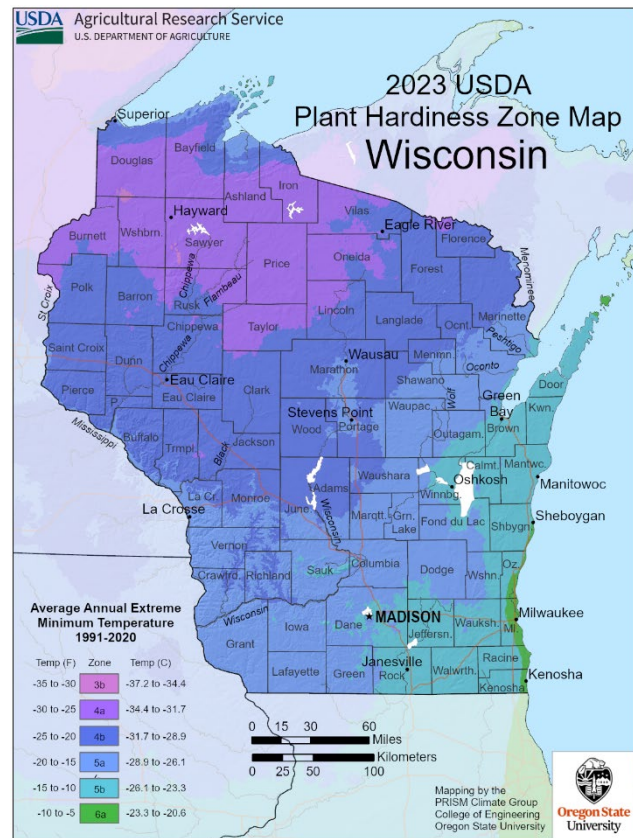 USDA
Agricultural Research Service
U.S. DEPARTMENT OF AGRICULTURE
2023 USDA
Plant Hardiness Zone Map
Wisconsin
Superior
Douglas
Bayfield
Ashland
Iron
Vilas
Hayward
Eagle River
Burnett
Wshbrn.
Sawyer
Price
Oneida
Florence
Forest
Menominee
St Croix
Polk
Barron
Rusk
Chippewa
Flambeau
Lincoln
Langlade
Marinette
Ocnt.
Peshtigo
Chippewa
Taylor
Saint Croix
Dunn
Chippewa
Wausau
Marathon
Menmn.
Oconto
Door
Eau Claire
Eau Claire
Clark
Shawano
Wolf
Green
Bay
Kwn.
Pierce
P.
Stevens Point
Wood
Portage
Waupac.
Outagam.
Brown
Mississippi
Buffalo
Trmpl.
Black
Jackson
Adams
Waushara
Winnbg.
Oshkosh
Calmt.
Mantwc.
Manitowoc
La Cr.
Monroe
June.
Wisconsin
Marqtt.
Grn.
Lake
Fond du Lac
Shbygn.
Sheboygan
La Crosse
Vernon
Sauk
Columbia
Dodge
Wshn.
Oz.
Crawfrd.
Richland
Wisconsin
Iowa
Dane
MADISON
Jeffersn.
Wauksh.
Mi.
Milwaukee
Grant
Lafayette
Green
Janesville
Rock
Walwrth.
Racine
Kenosha
Kenosha
Average Annual Extreme
Minimum Temperature
1991-2020
Temp (F) Zone Temp (C)
-35 to -30 3b -37.2 to -34.4
-30 to -25 4a -34.4 to -31.7
-25 to -20 4b -31.7 to -28.9
-20 to -15 5a -28.9 to -26.1
-15 to -10 5b -26.1 to -23.3
-10 to -5 6a -23.3 to -20.6
0 15 30 60
Miles
Kilometers
0 25 50 100
Mapping by the
PRISM Climate Group
College of Engineering
Oregon State University
Oregon State
University